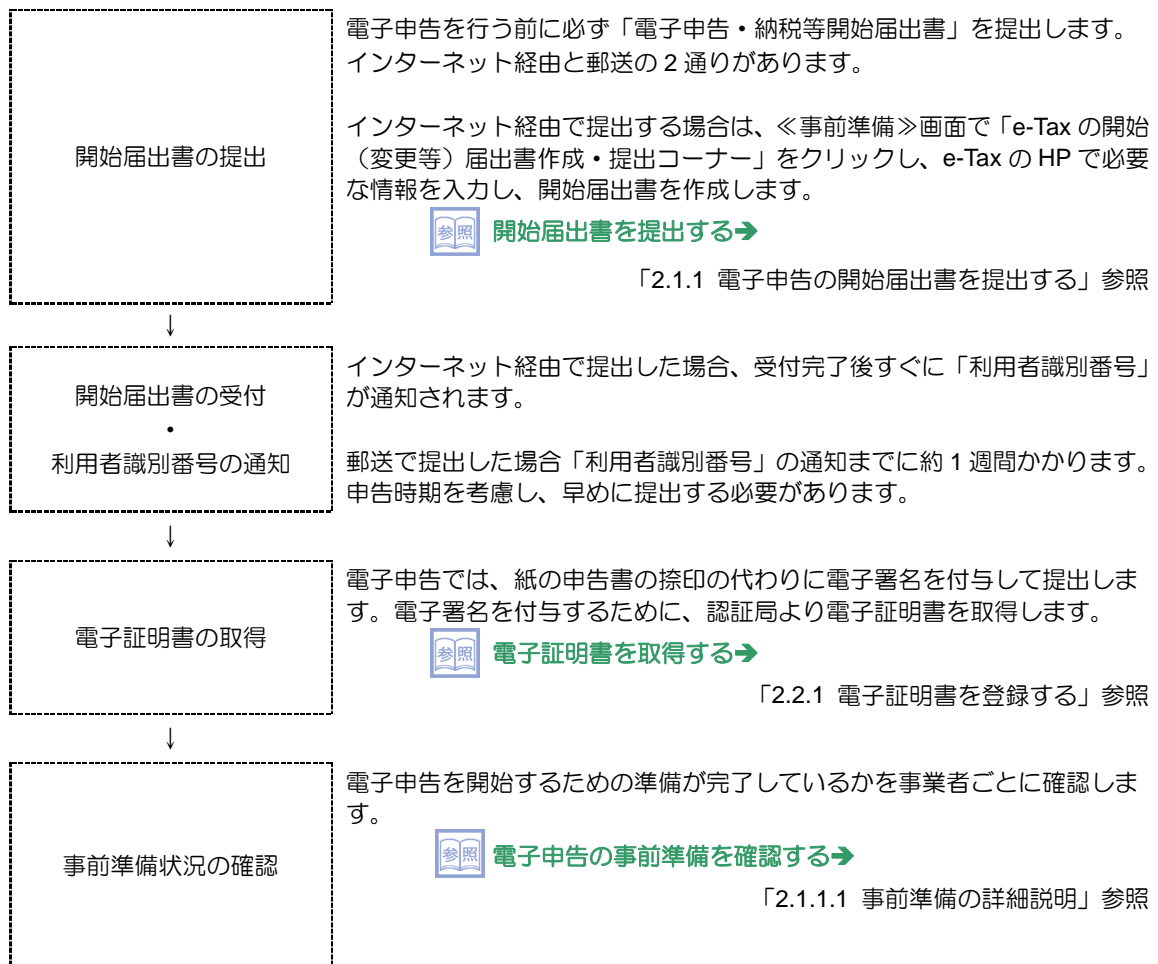 開始届出書の提出
電子申告を行う前に必ず「電子申告・納税等開始届出書」を提出します。
インターネット経由と郵送の 2 通りがあります。
インターネット経由で提出する場合は、≪事前準備≫画面で「e-Tax の開始
（変更等）届出書作成・提出コーナー」をクリックし、e-Tax の HP で必要
な情報を入力し、開始届出書を作成します。
参照 開始届出書を提出する➔
「2.1.1 電子申告の開始届出書を提出する」参照
↓
開始届出書の受付
・
利用者識別番号の通知
インターネット経由で提出した場合、受付完了後すぐに「利用者識別番号」
が通知されます。
郵送で提出した場合「利用者識別番号」の通知までに約 1 週間かかります。
申告時期を考慮し、早めに提出する必要があります。
↓
電子証明書の取得
電子申告では、紙の申告書の捺印の代わりに電子署名を付与して提出しま
す。電子署名を付与するために、認証局より電子証明書を取得します。
参照 電子証明書を取得する➔
「2.2.1 電子証明書を登録する」参照
↓
事前準備状況の確認
電子申告を開始するための準備が完了しているかを事業者ごとに確認しま
す。
参照 電子申告の事前準備を確認する➔
「2.1.1.1 事前準備の詳細説明」参照